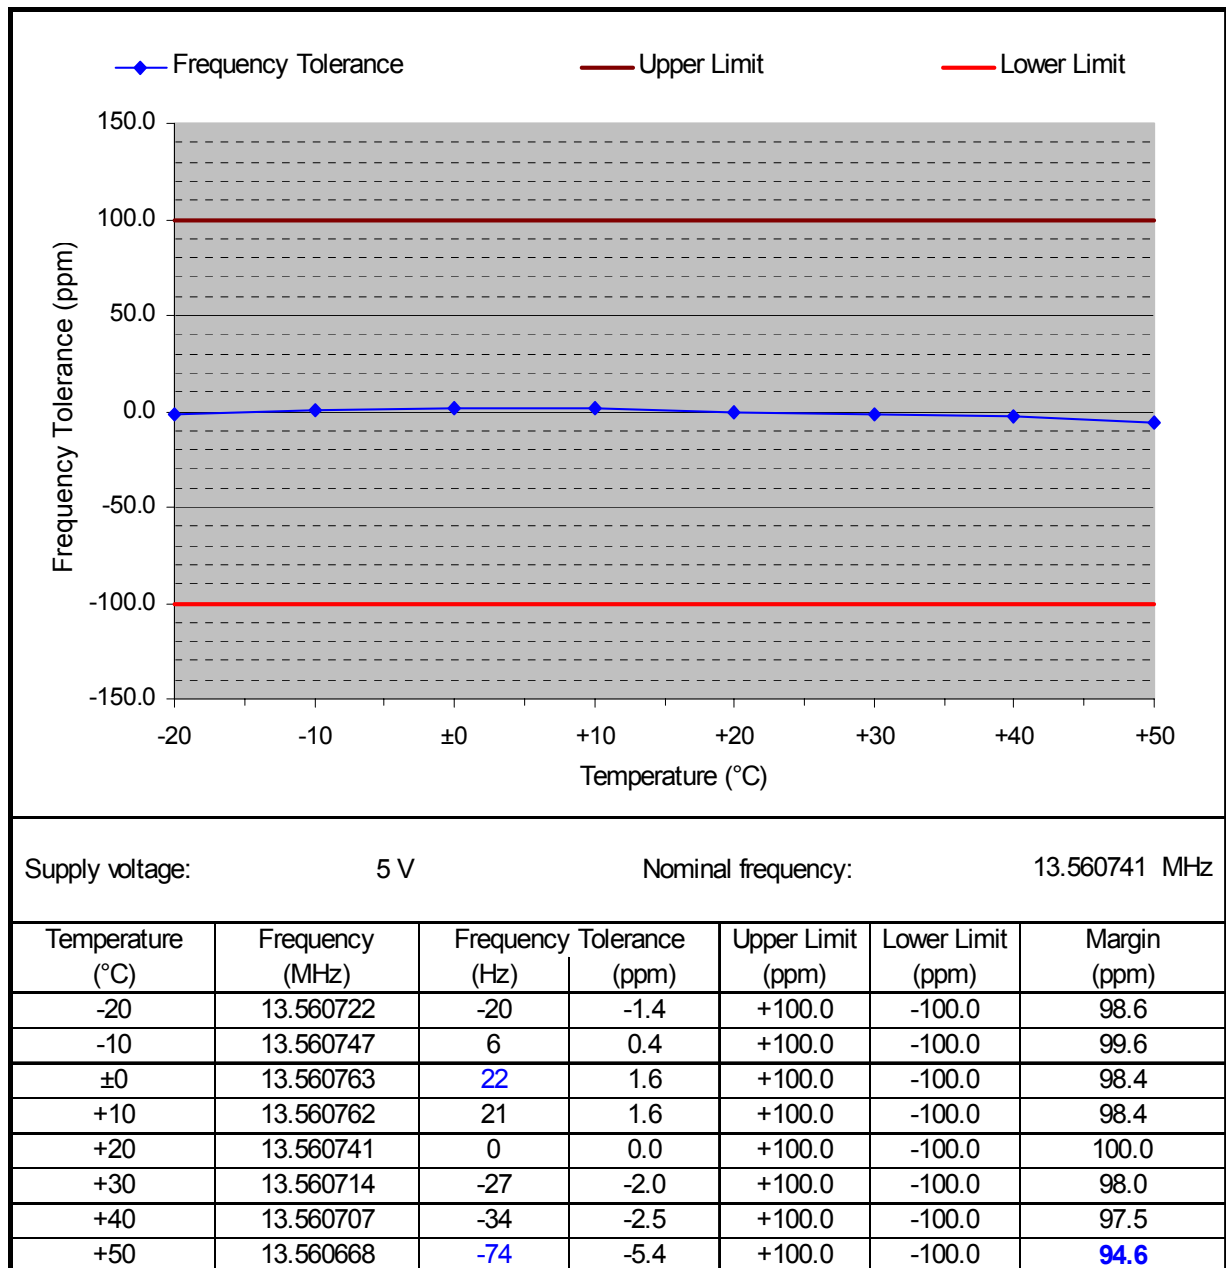 Frequency Tolerance Upper Limit Lower Limit
150.0
100.0
50.0
0.0
-50.0
-100.0
-150.0
Frequency Tolerance (ppm)
-20 -10 ±0 +10 +20 +30 +40 +50
Temperature (°C)
Supply voltage: 5 V Nominal frequency: 13.560741 MHz
Temperature Frequency Frequency Tolerance Upper Limit Lower Limit Margin
(°C) (MHz) (Hz) (ppm) (ppm) (ppm) (ppm)
-20 13.560722 -20 -1.4 +100.0 -100.0 98.6
-10 13.560747 6 0.4 +100.0 -100.0 99.6
±0 13.560763 22 1.6 +100.0 -100.0 98.4
+10 13.560762 21 1.6 +100.0 -100.0 98.4
+20 13.560741 0 0.0 +100.0 -100.0 100.0
+30 13.560714 -27 -2.0 +100.0 -100.0 98.0
+40 13.560707 -34 -2.5 +100.0 -100.0 97.5
+50 13.560668 -74 -5.4 +100.0 -100.0 94.6